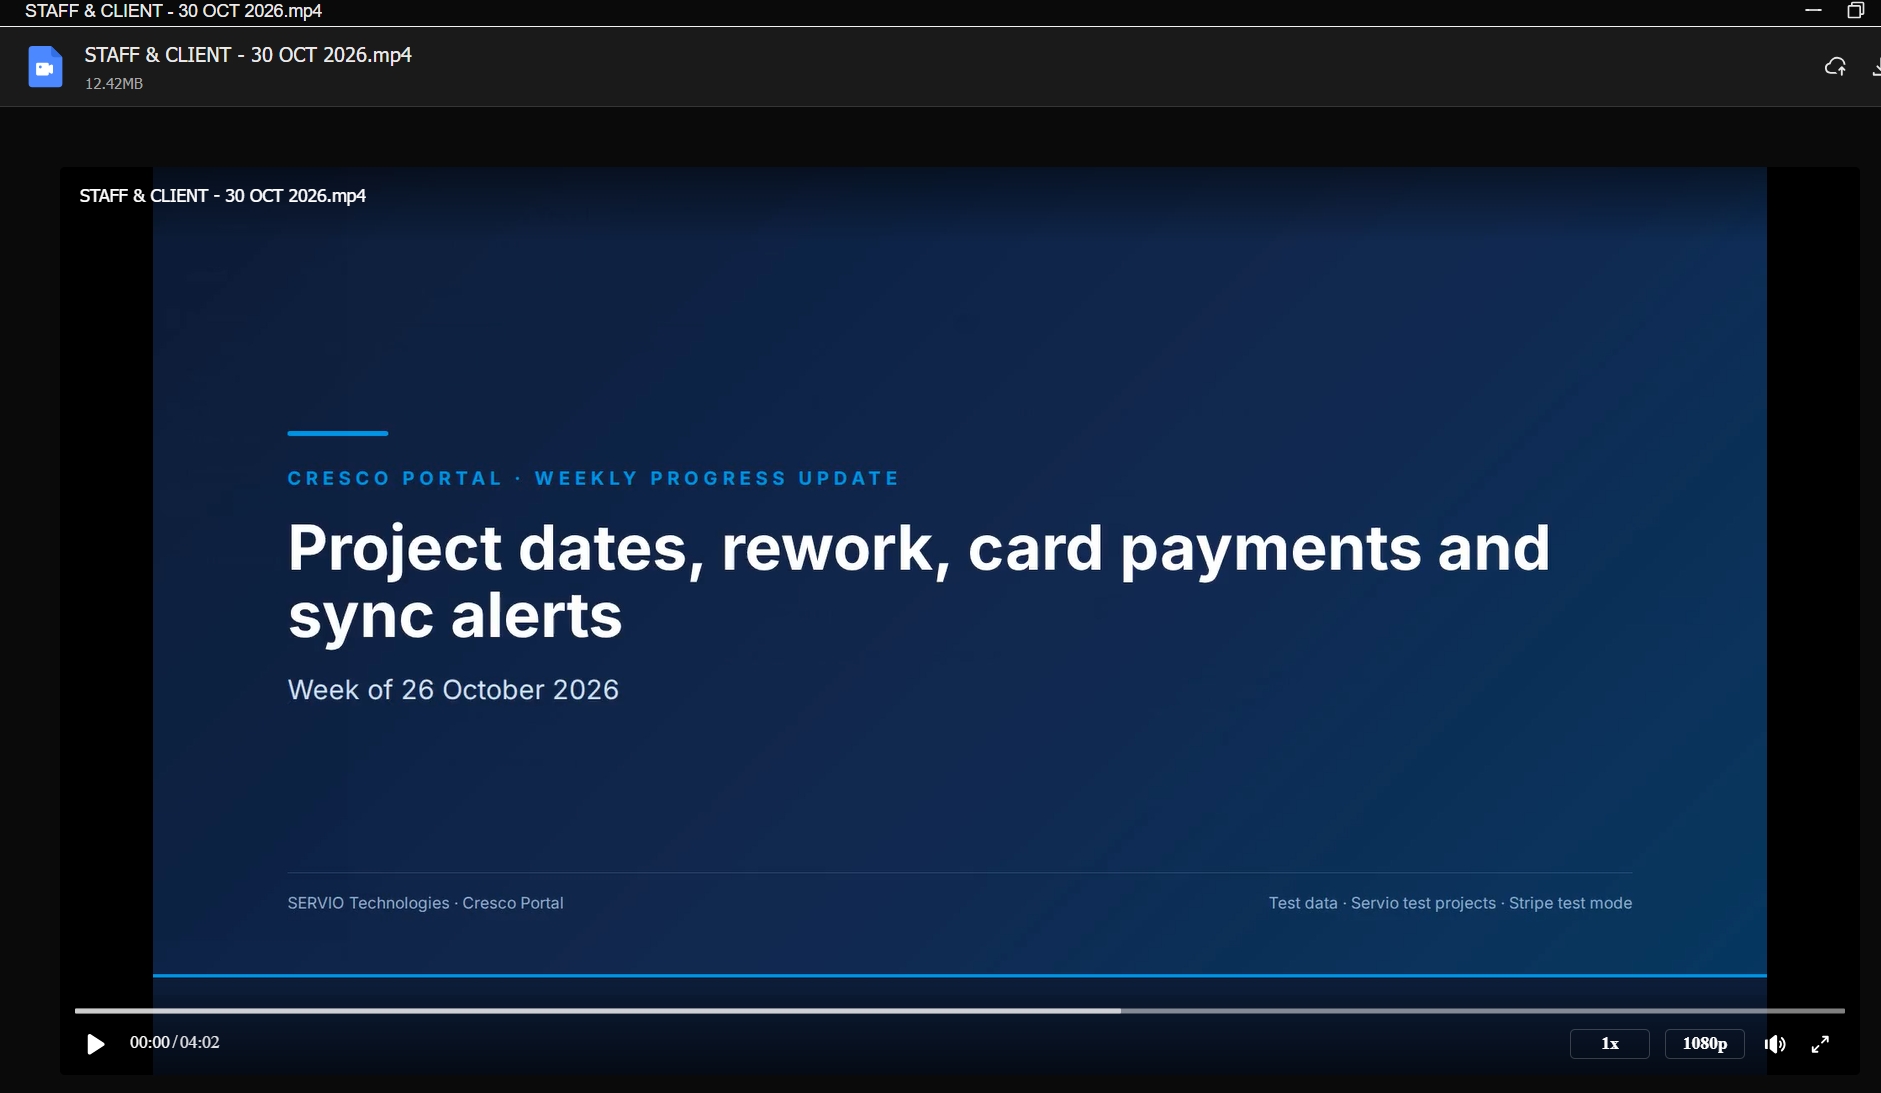 STAFF & CLIENT - 30 OCT 2026.mp4
STAFF & CLIENT - 30 OCT 2026.mp4
12.42MB
STAFF & CLIENT - 30 OCT 2026.mp4
CRESCO PORTAL · WEEKLY PROGRESS UPDATE
Project dates, rework, card payments and
sync alerts
Week of 26 October 2026
SERVIO Technologies · Cresco Portal
Test data · Servio test projects · Stripe test mode
00:00/04:02
1x
1080p